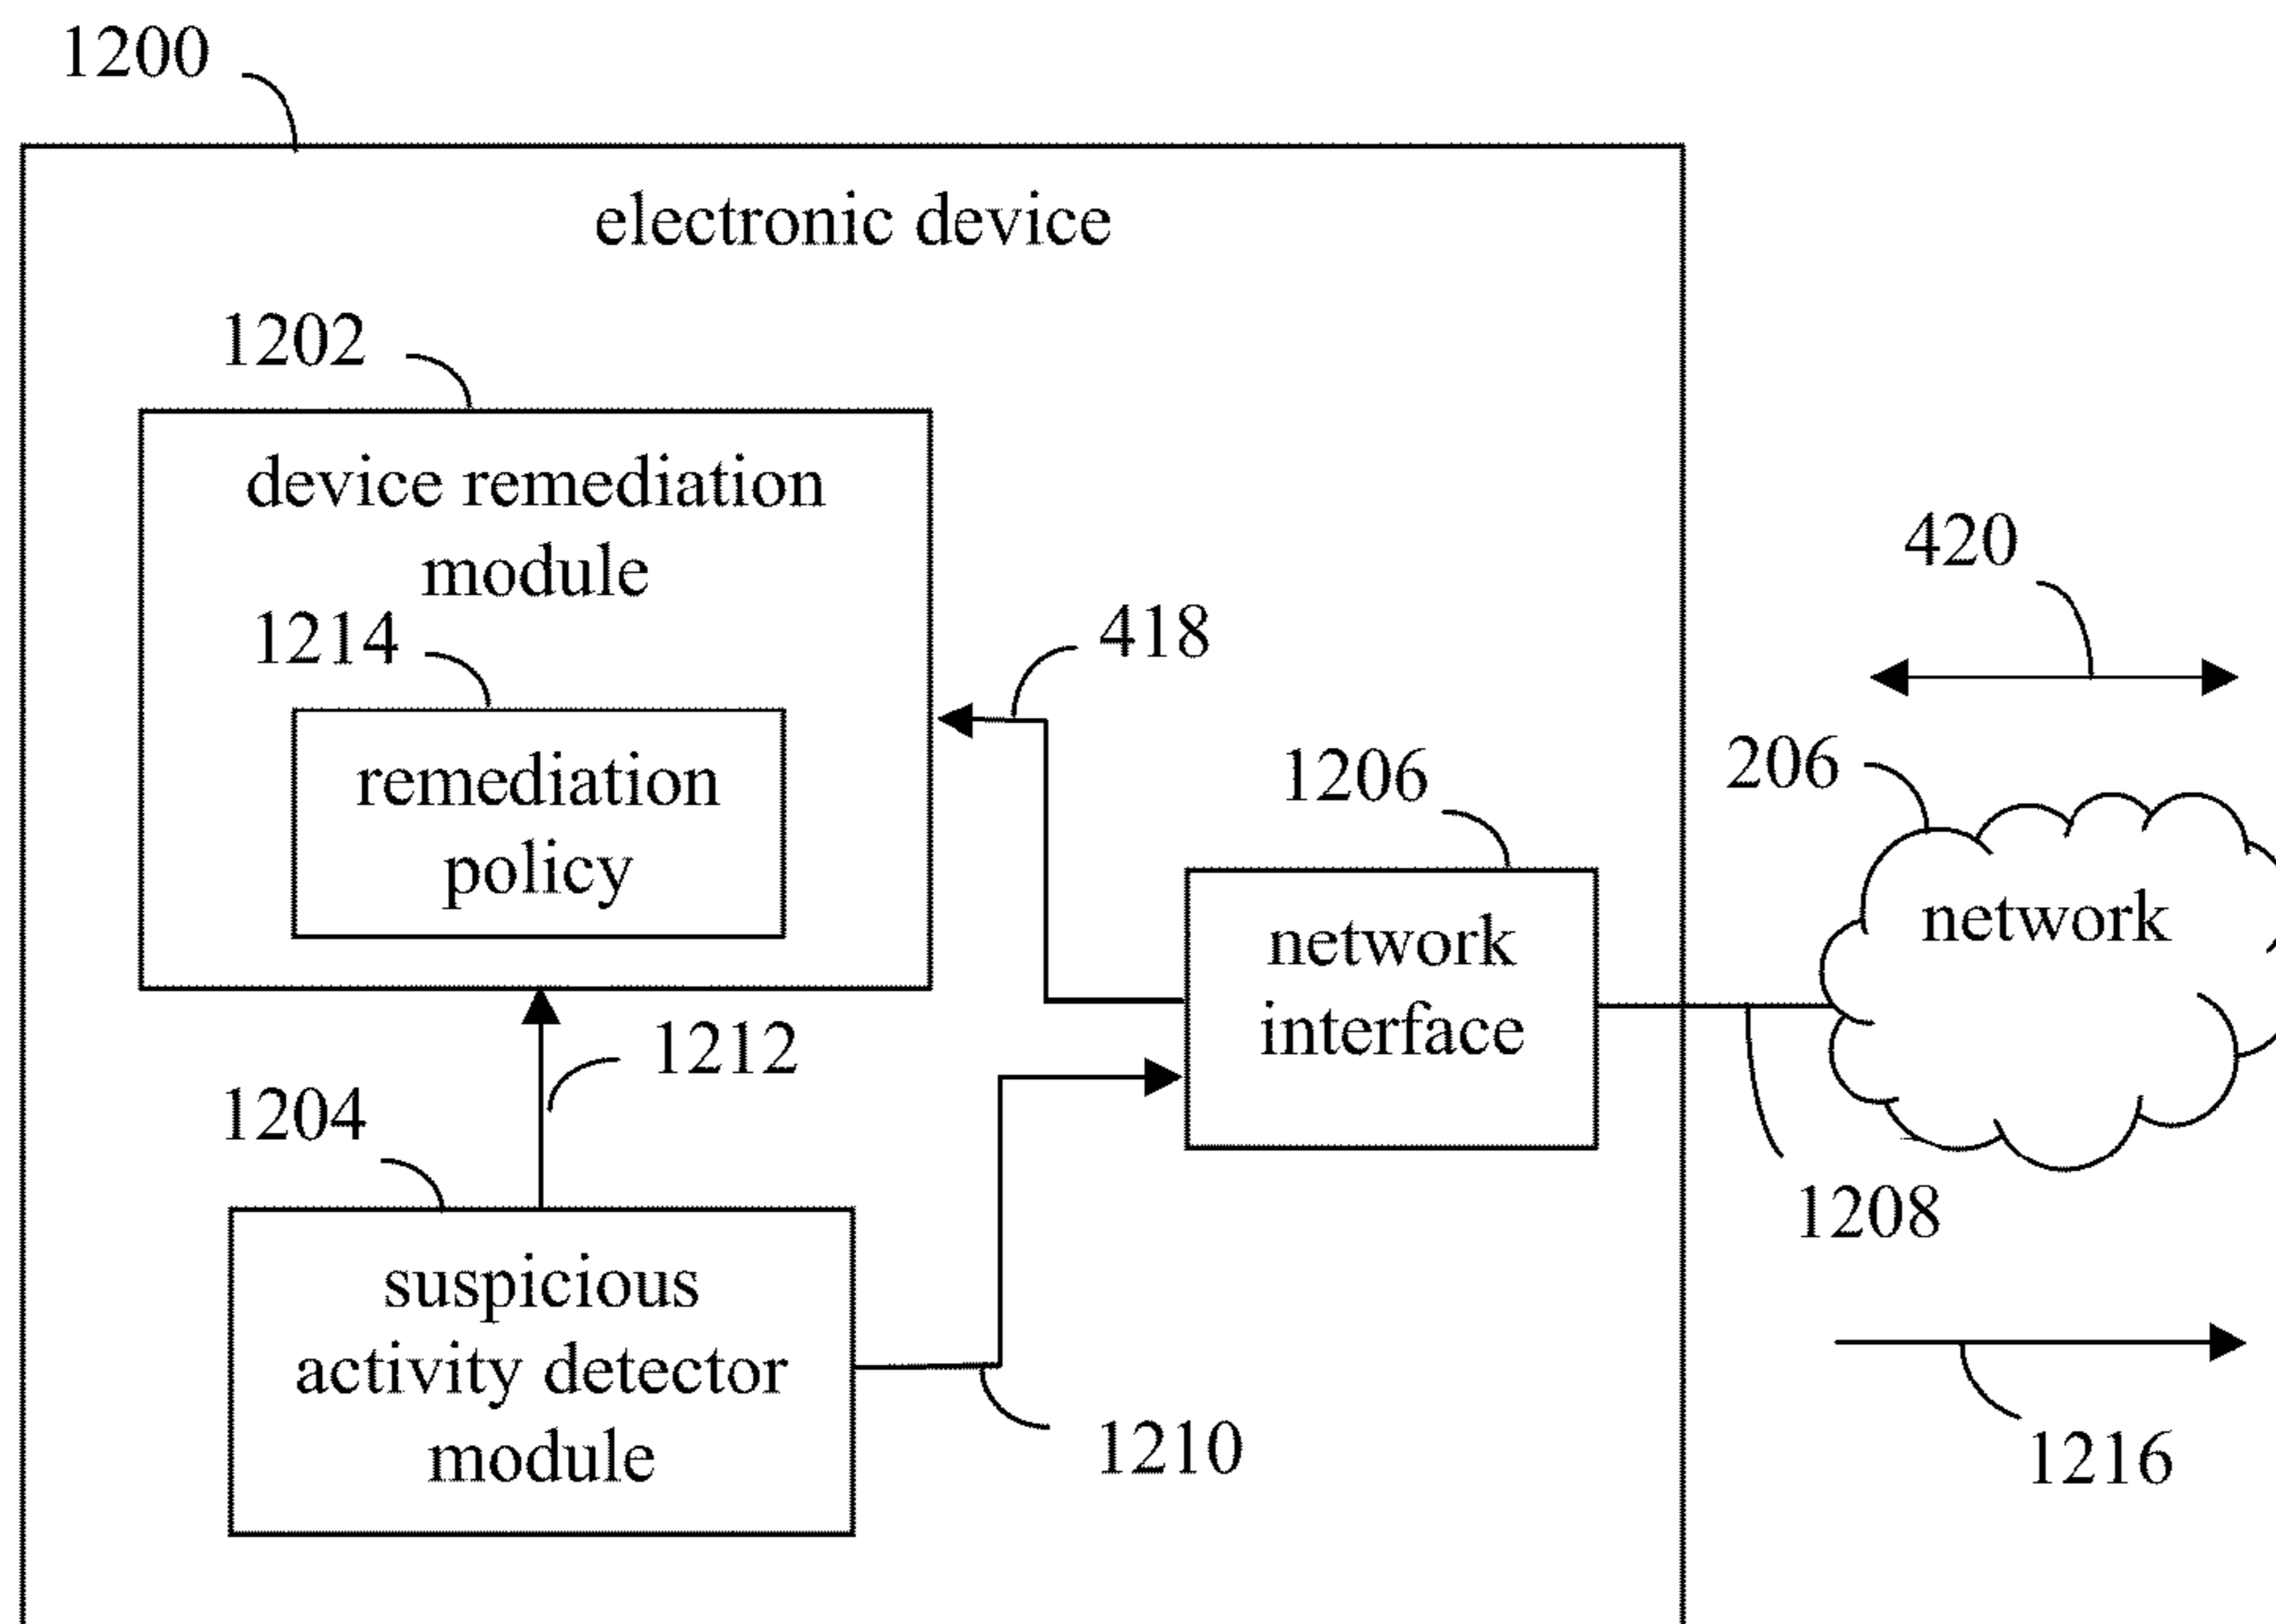 1200
electronic device
1202
device remediation
module
1214
remediation
policy
418
420
206
1206
network
network
interface
1212
1204
1208
suspicious
activity detector
module
1210
1216